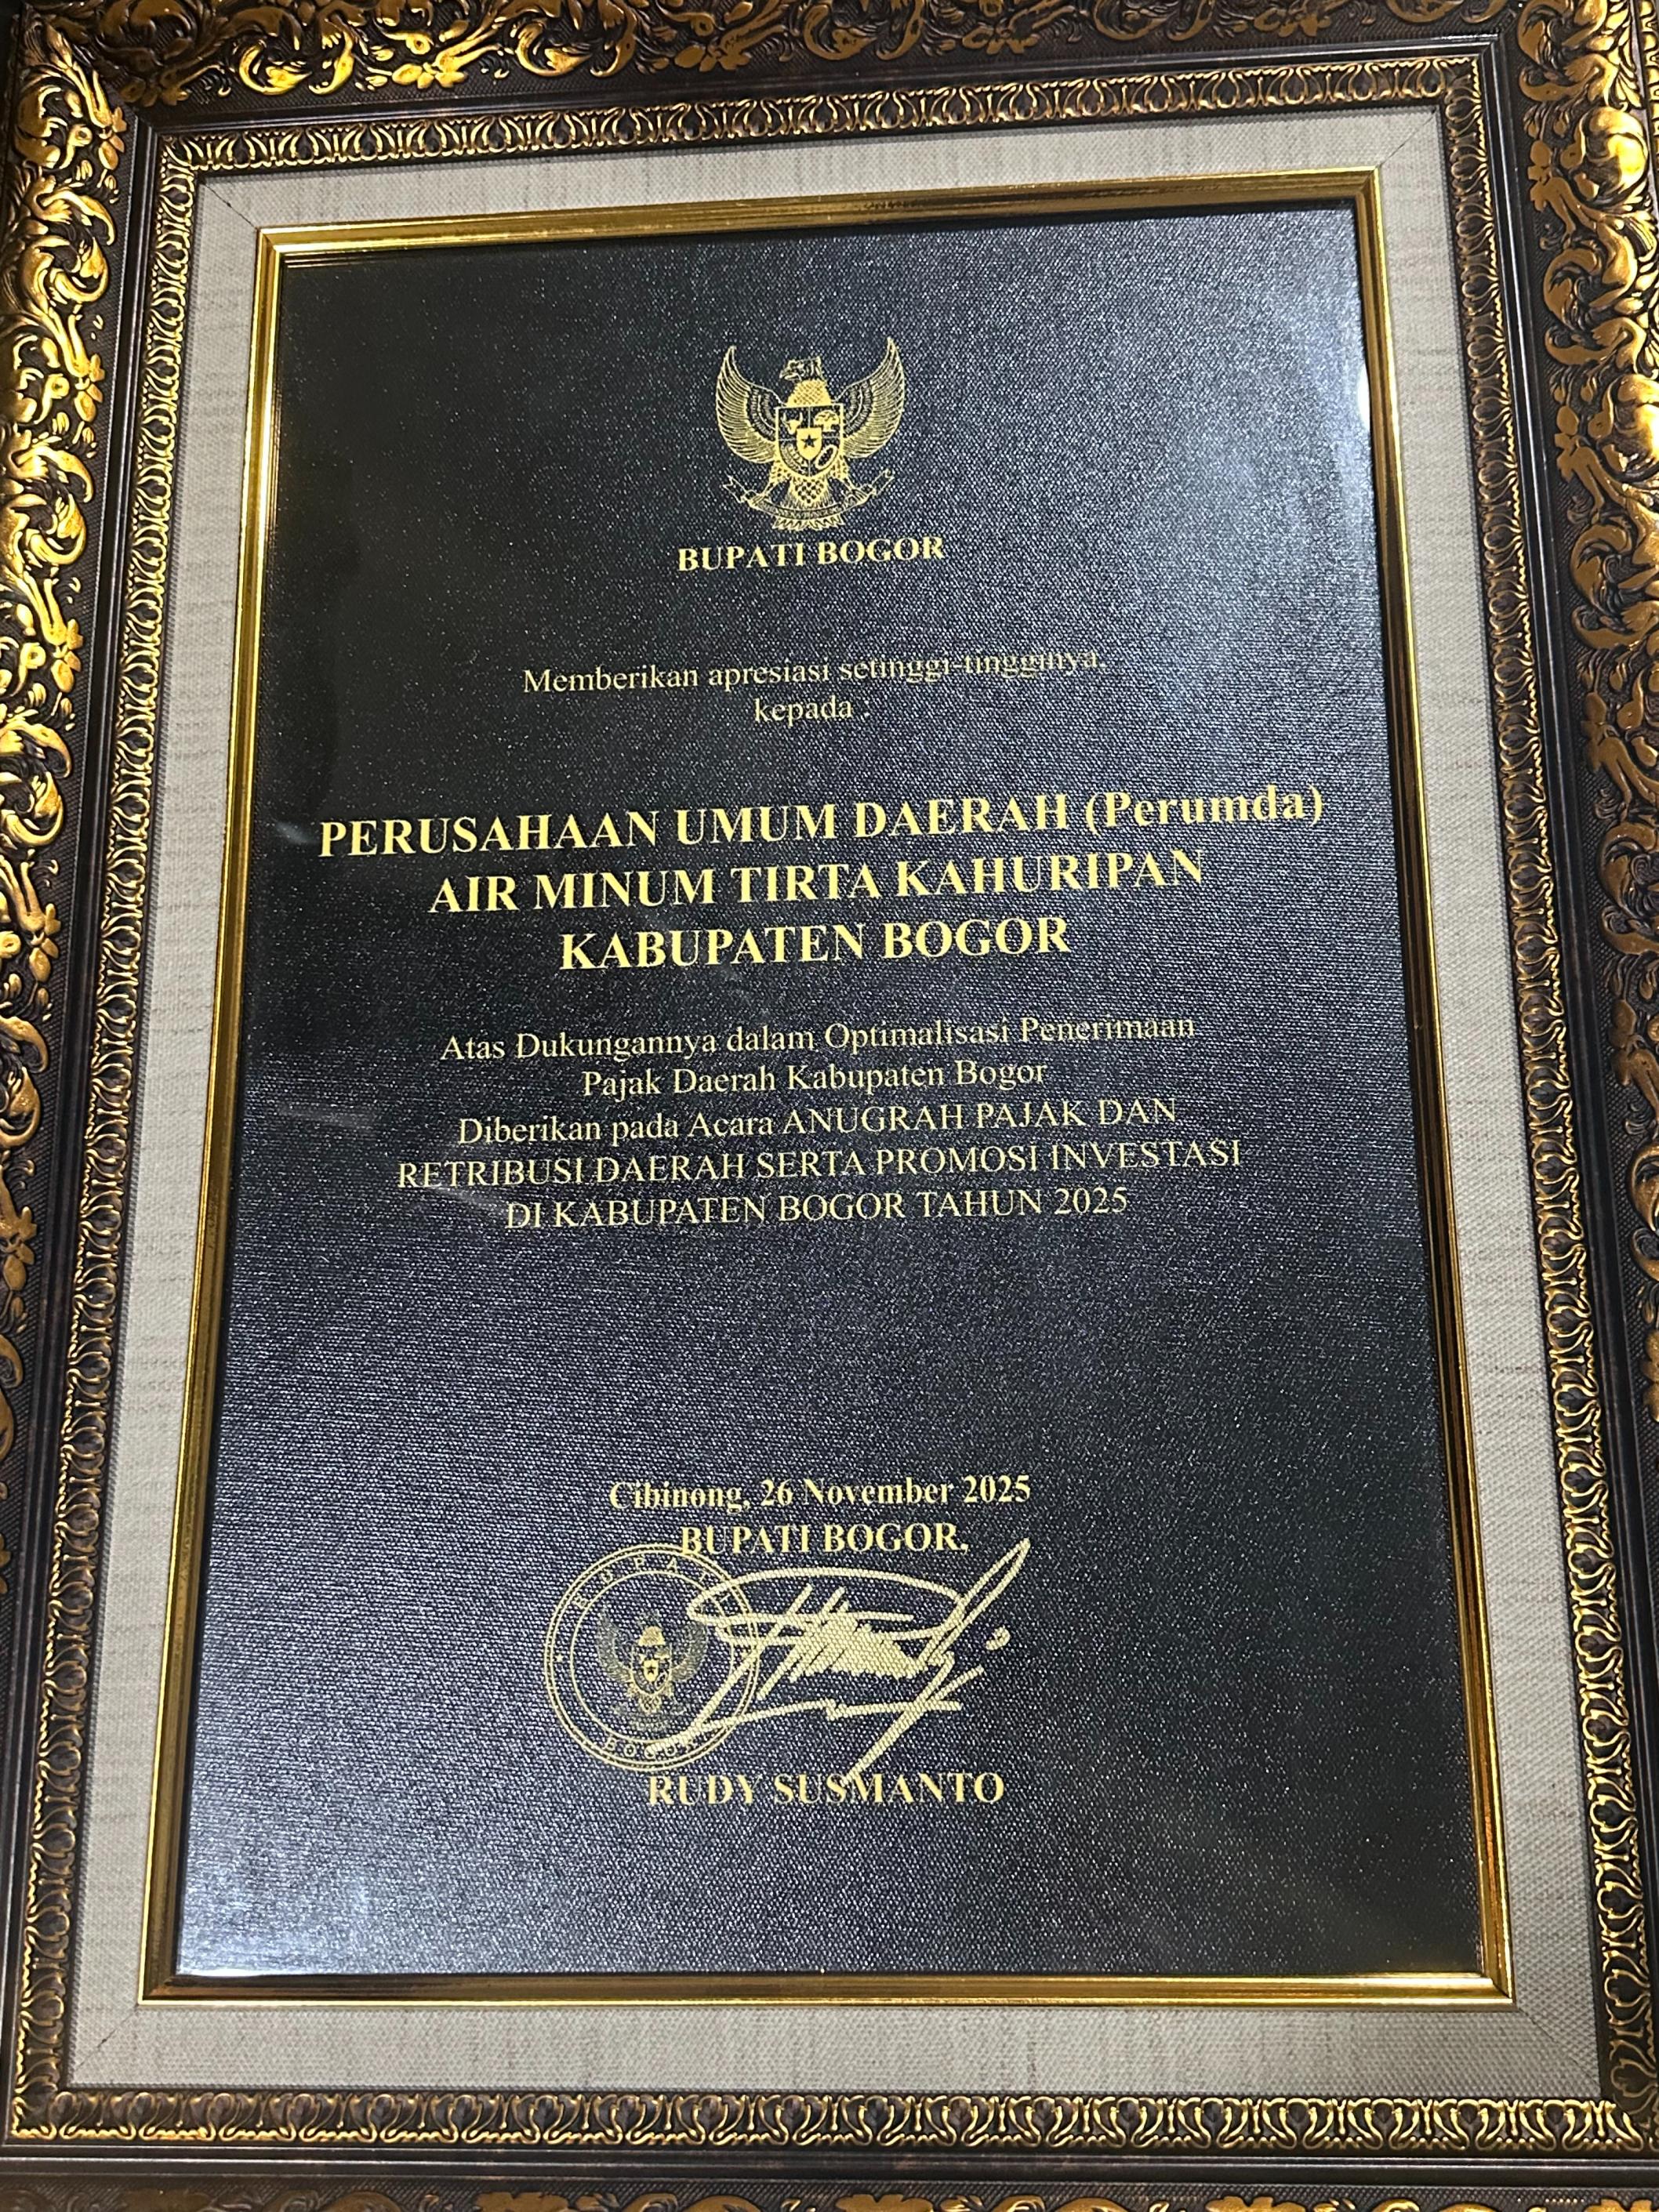 BUPATI BOGOR
Memberikan apresiasi setinggi-tingginya.
kepada :
PERUSAHAAN UMUM DAERAH (Perumda)
AIR MINUM TIRTA KAHURIPAN
KABUPATEN BOGOR
Atas Dukungannya dalam Optimalisasi Penerimaan
Pajak Daerah Kabupaten Bogor
Diberikan pada Acara ANUGRAH PAJAK DAN
RETRIBUSI DAERAH SERTA PROMOSI INVESTASI
DI KABUPATEN BOGOR TAHUN 2025
Cibinong, 26 November 2025
BUPATI BOGOR,
BUPATI
BOGOR
RUDY SUSMANTO